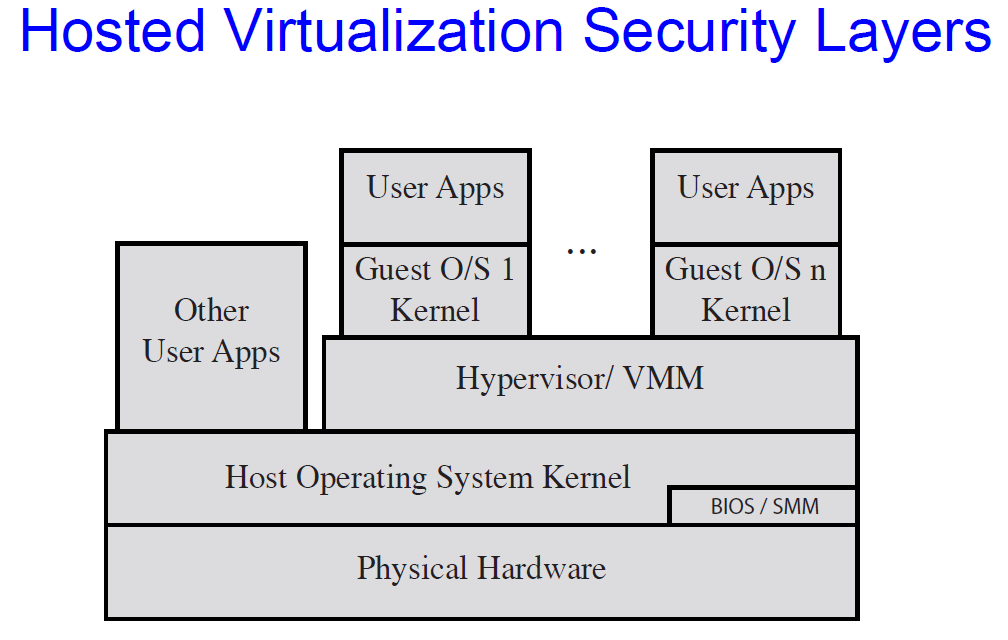 Hosted Virtualization Security Layers
User Apps
User Apps
...
Guest O/S 1
Kernel
Guest O/S n
Kernel
Other
User Apps
Hypervisor/ VMM
Host Operating System Kernel
BIOS / SMM
Physical Hardware